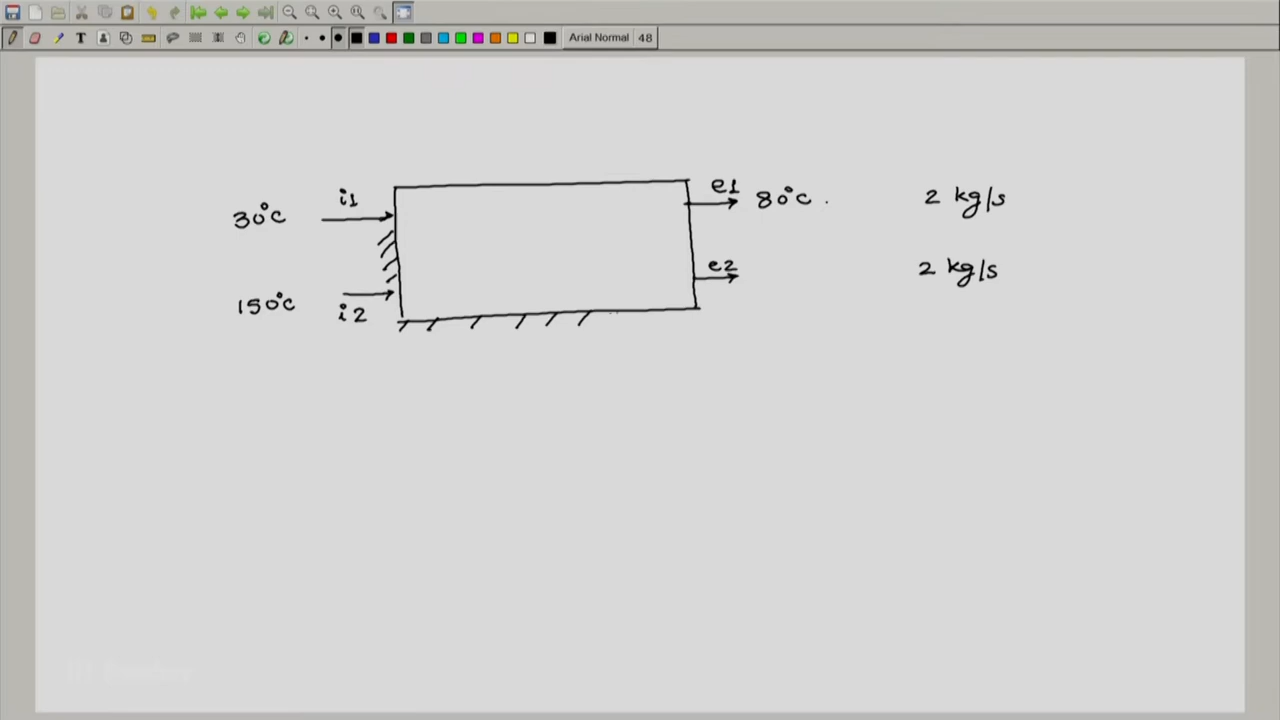 Arial Normal 48
i1 e1
30°C 80°C 2 kg/s
e2 2 kg/s
150°C i2